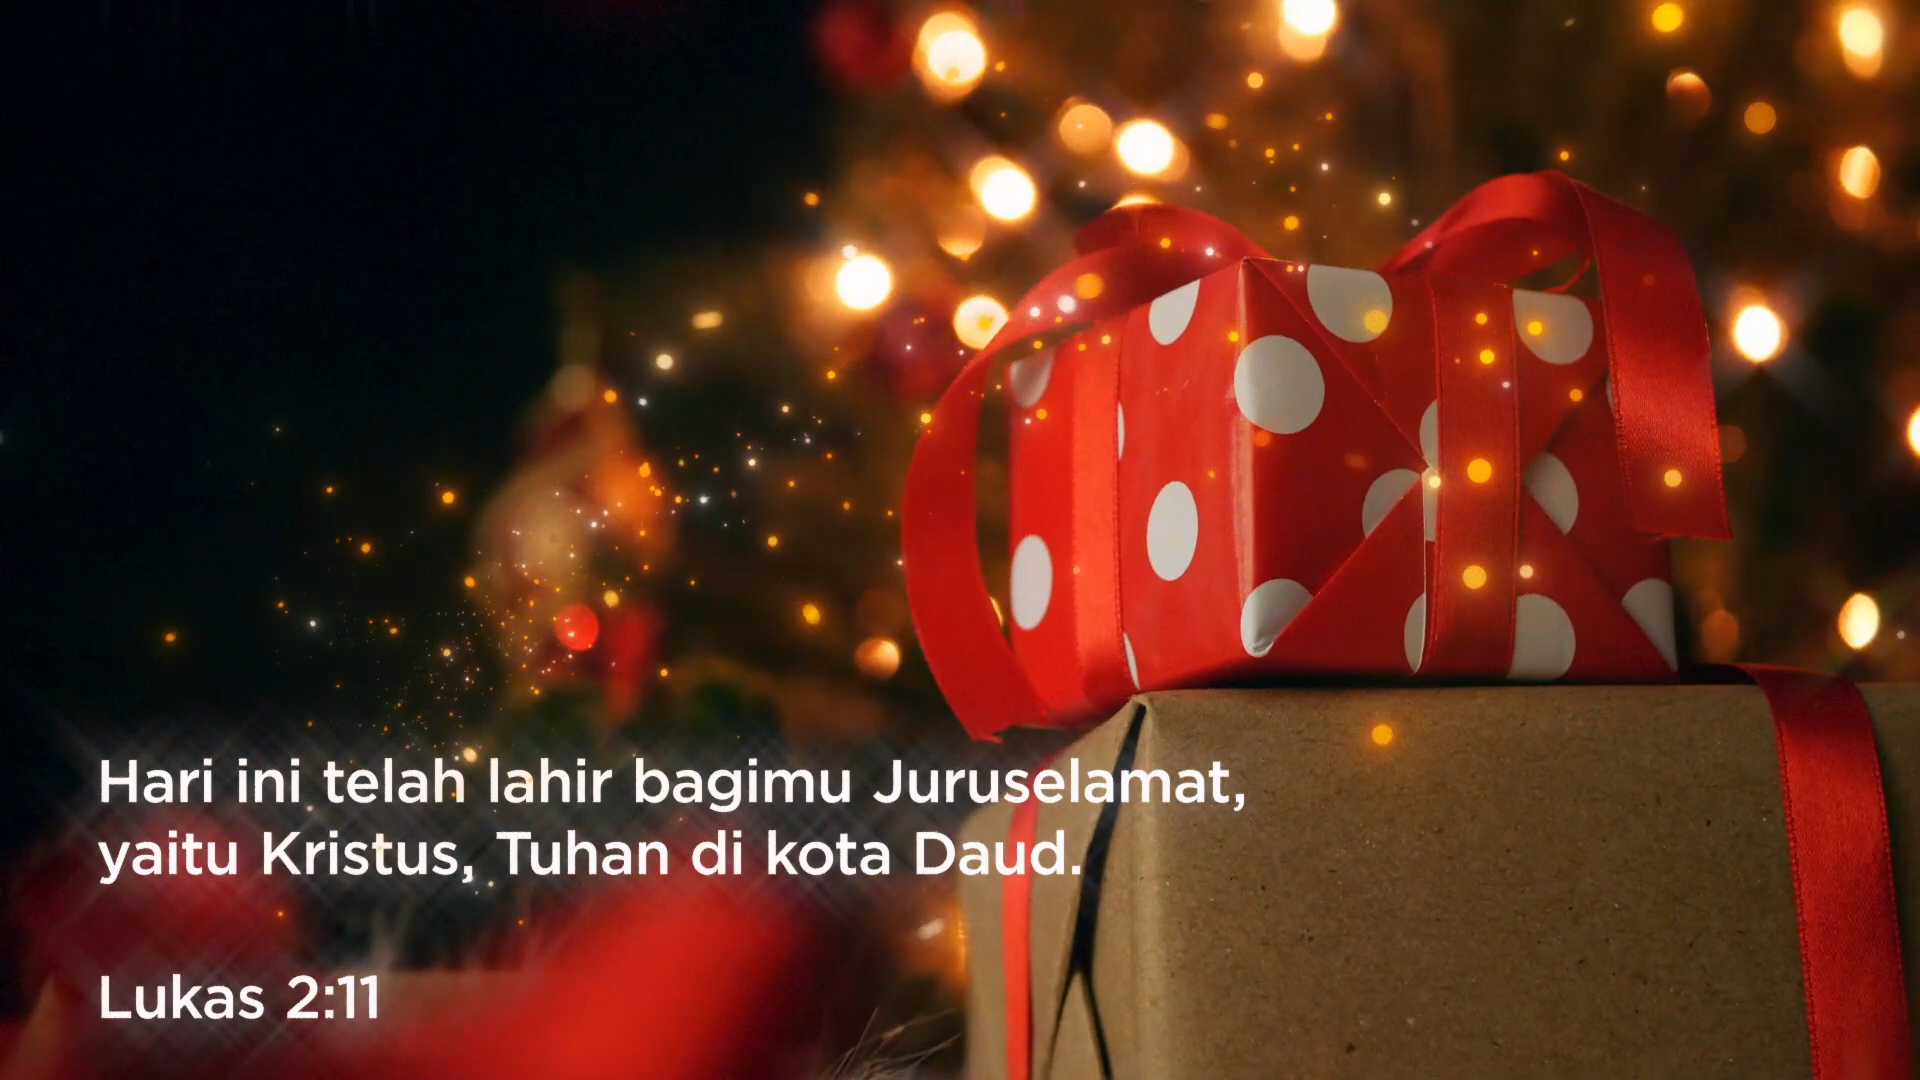 Hari ini telah lahir bagimu Juruselamat,
yaitu Kristus, Tuhan di kota Daud.
Lukas 2:11